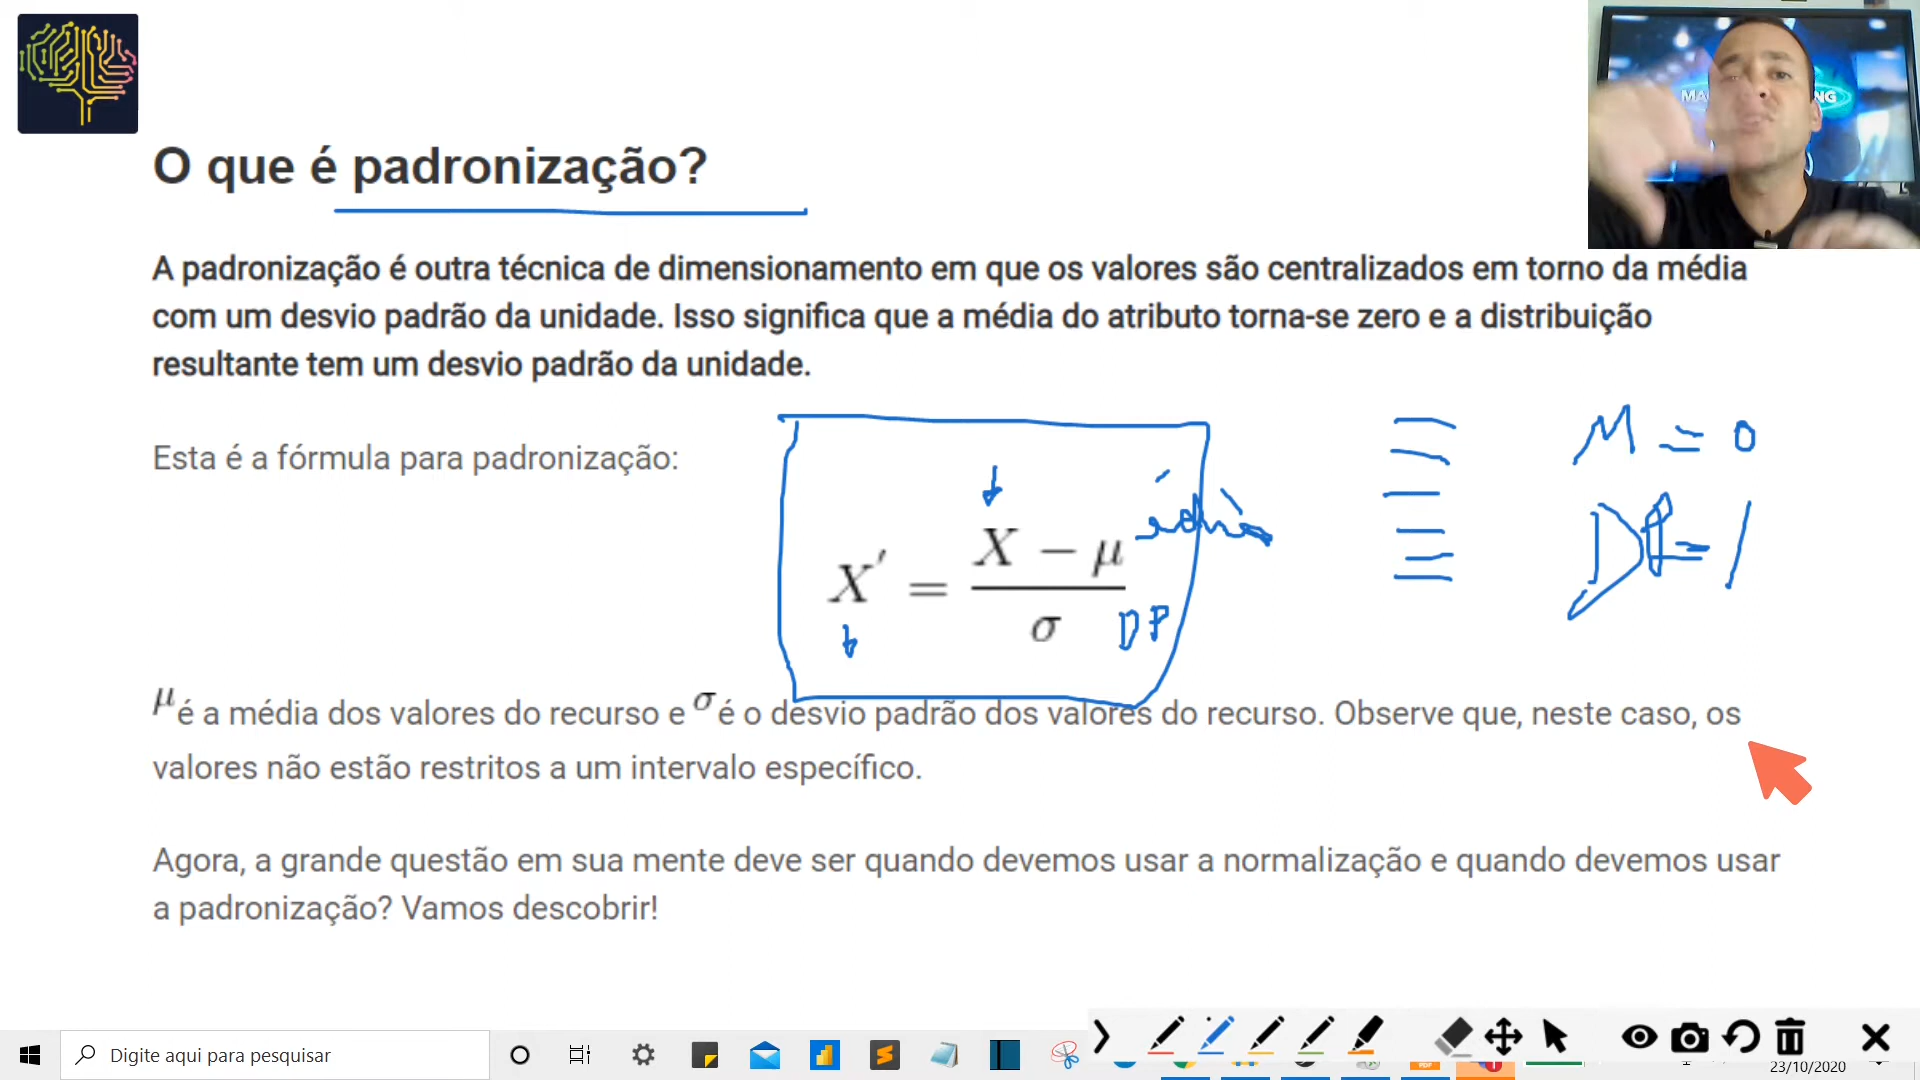 O que é padronização?
A padronização é outra técnica de dimensionamento em que os valores são centralizados em torno da média
com um desvio padrão da unidade. Isso significa que a média do atributo torna-se zero e a distribuição
resultante tem um desvio padrão da unidade.
Esta é a fórmula para padronização:
M = 0
X' = (X − μ) / σ
DP
DP = 1
μ é a média dos valores do recurso e σ é o desvio padrão dos valores do recurso. Observe que, neste caso, os
valores não estão restritos a um intervalo específico.
Agora, a grande questão em sua mente deve ser quando devemos usar a normalização e quando devemos usar
a padronização? Vamos descobrir!
Digite aqui para pesquisar
23/10/2020